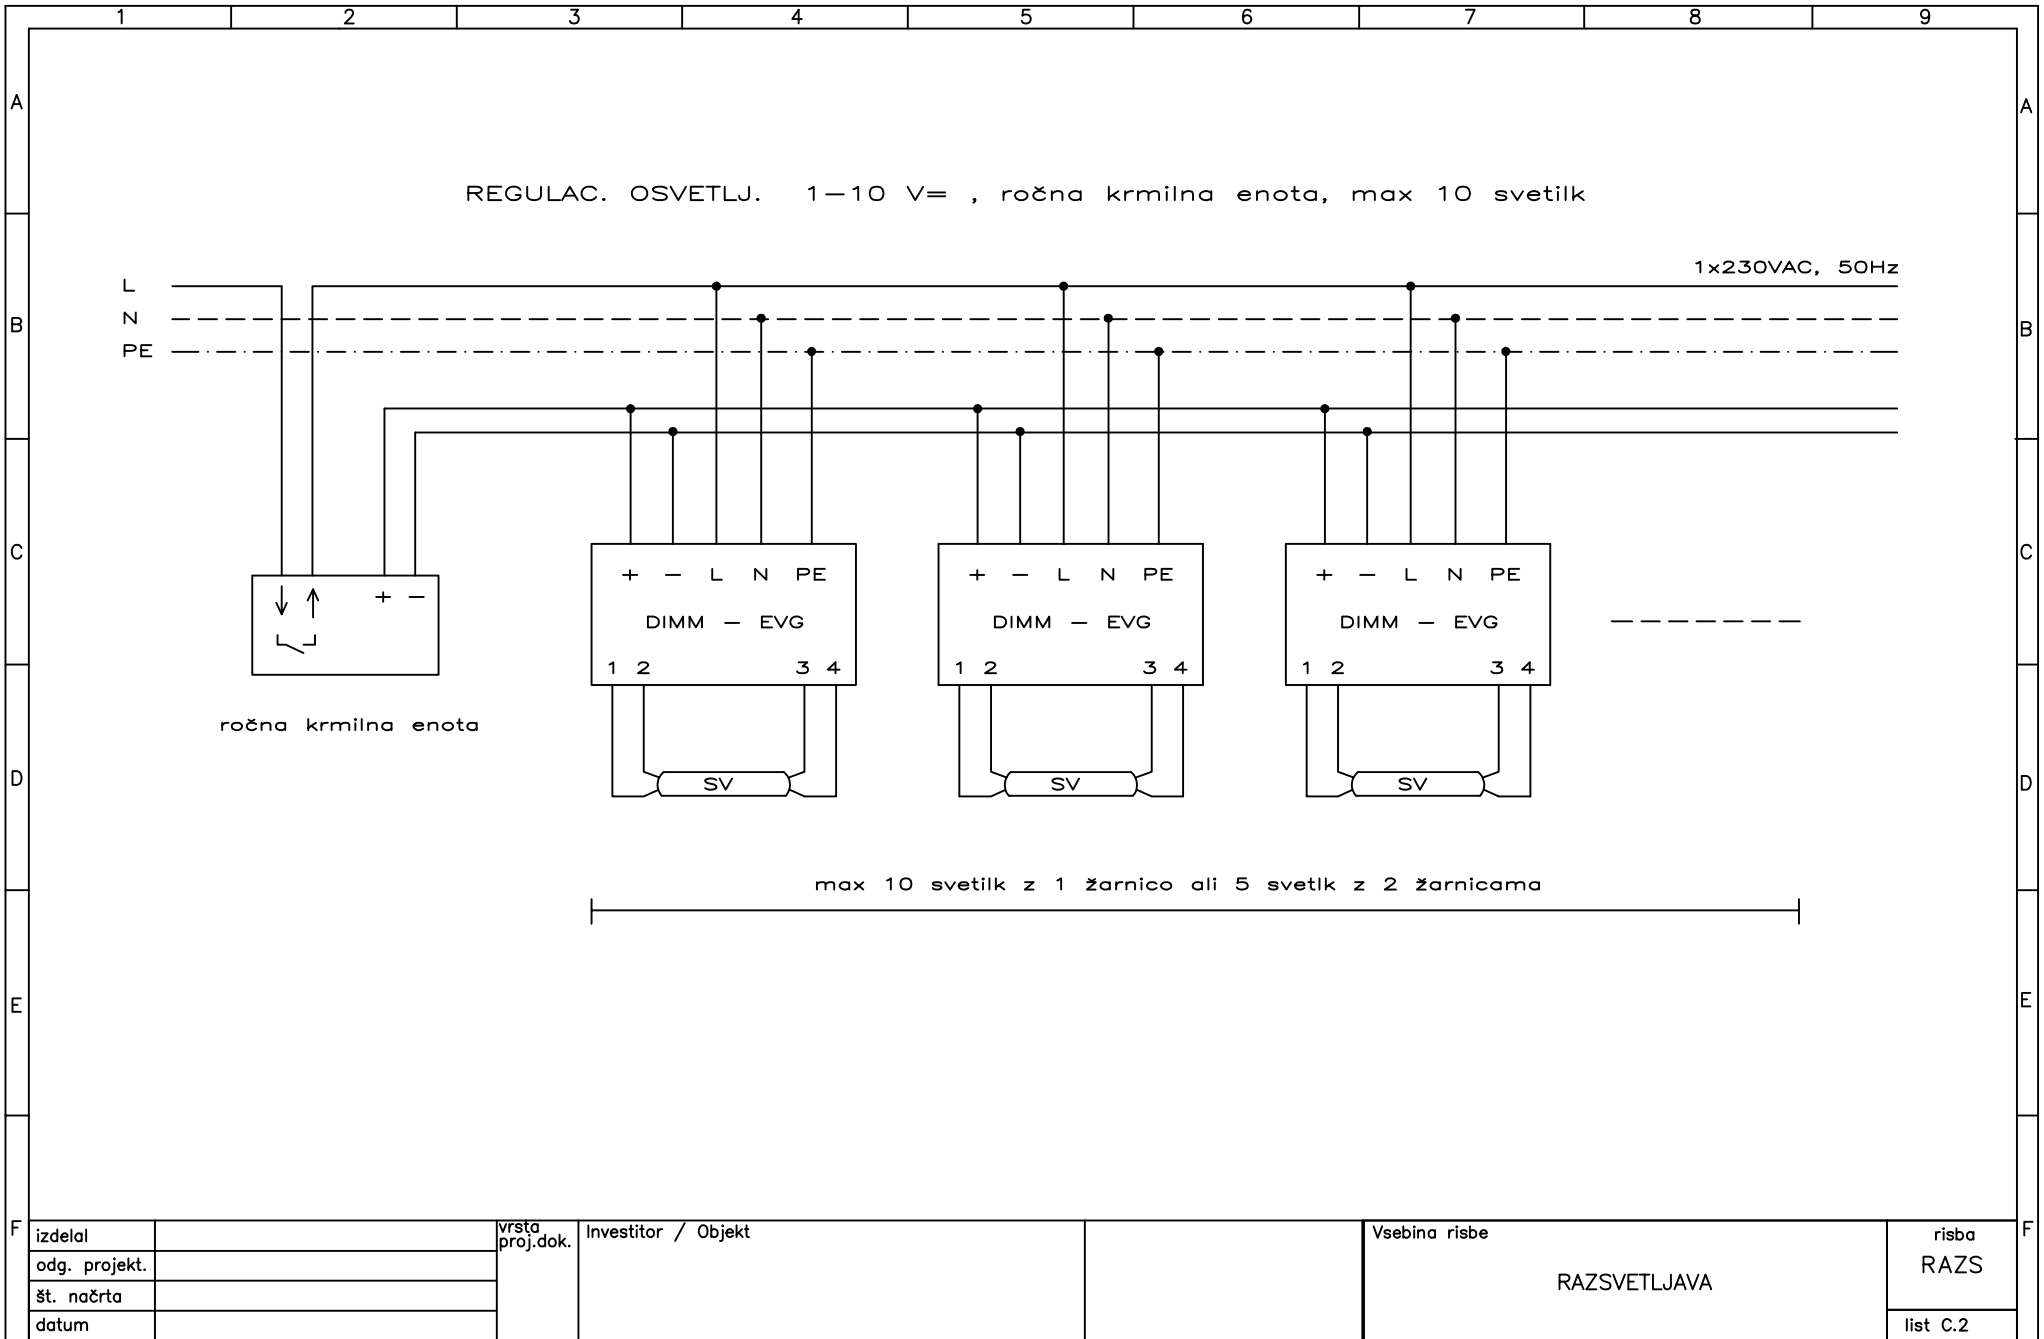 1 2 3 4 5 6 7 8 9
A A
REGULAC. OSVETLJ. 1-10 V= , ročna krmilna enota, max 10 svetilk
1x230VAC, 50Hz
L
N
B B
PE
C C
+ - L N PE + - L N PE + - L N PE
+ -
DIMM - EVG DIMM - EVG DIMM - EVG
1 2 3 4 1 2 3 4 1 2 3 4
ročna krmilna enota
D D
SV SV SV
max 10 svetilk z 1 žarnico ali 5 svetlk z 2 žarnicama
E E
F F
izdelal
odg. projekt.
št. načrta
datum
vrsta
proj.dok.
Investitor / Objekt
Vsebina risbe
RAZSVETLJAVA
risba
RAZS
list C.2